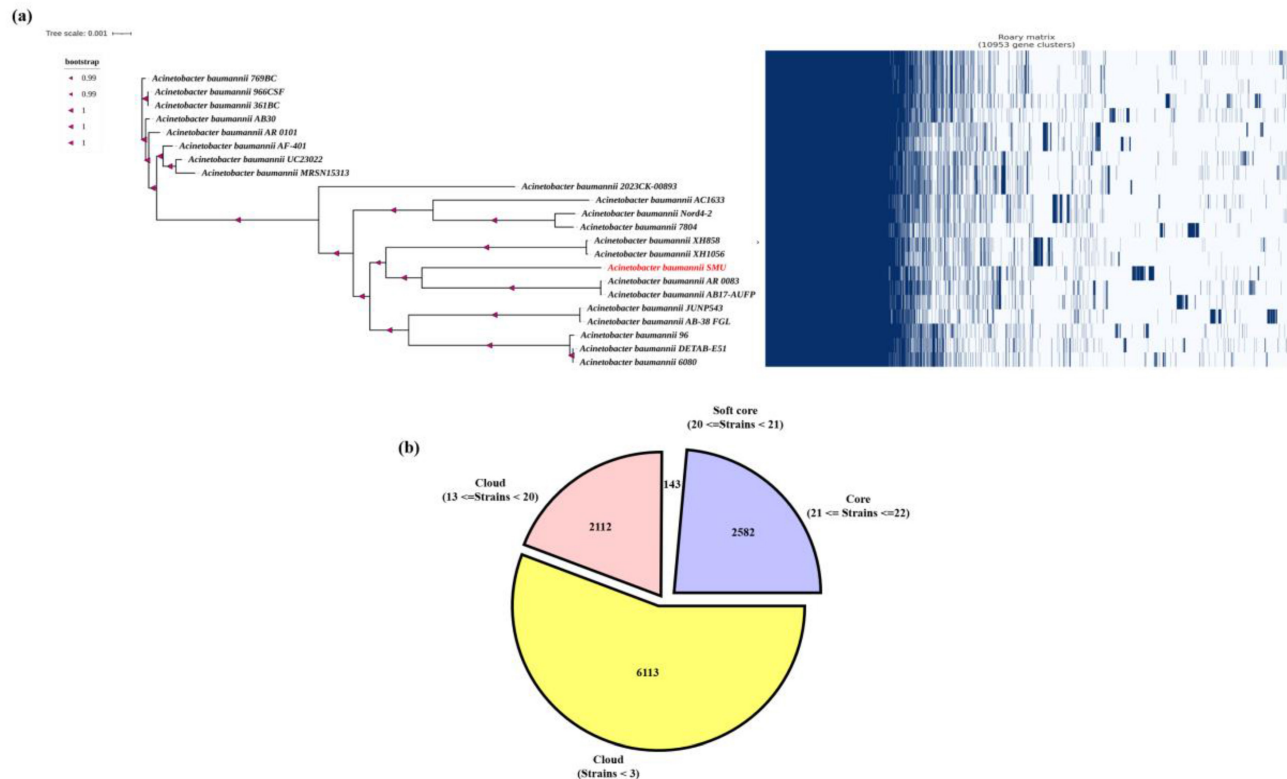 (a)
Tree scale: 0.001
bootstrap
0.99
0.99
1
1
1
Acinetobacter baumannii 769BC
Acinetobacter baumannii 966CSF
Acinetobacter baumannii 361BC
Acinetobacter baumannii AB30
Acinetobacter baumannii AR 0101
Acinetobacter baumannii AF-401
Acinetobacter baumannii UC23022
Acinetobacter baumannii MRSN15313
Acinetobacter baumannii 2023CK-00893
Acinetobacter baumannii AC1633
Acinetobacter baumannii Nord4-2
Acinetobacter baumannii 7804
Acinetobacter baumannii XH858
Acinetobacter baumannii XH1056
Acinetobacter baumannii SMU
Acinetobacter baumannii AR 0083
Acinetobacter baumannii AB17-AUFP
Acinetobacter baumannii JUNP543
Acinetobacter baumannii AB-38 FGL
Acinetobacter baumannii 96
Acinetobacter baumannii DETAB-E51
Acinetobacter baumannii 6080
Roary matrix
(10953 gene clusters)
(b)
Soft core
(20 <=Strains < 21)
143
Cloud
(13 <=Strains < 20)
2112
Core
(21 <= Strains <=22)
2582
6113
Cloud
(Strains < 3)